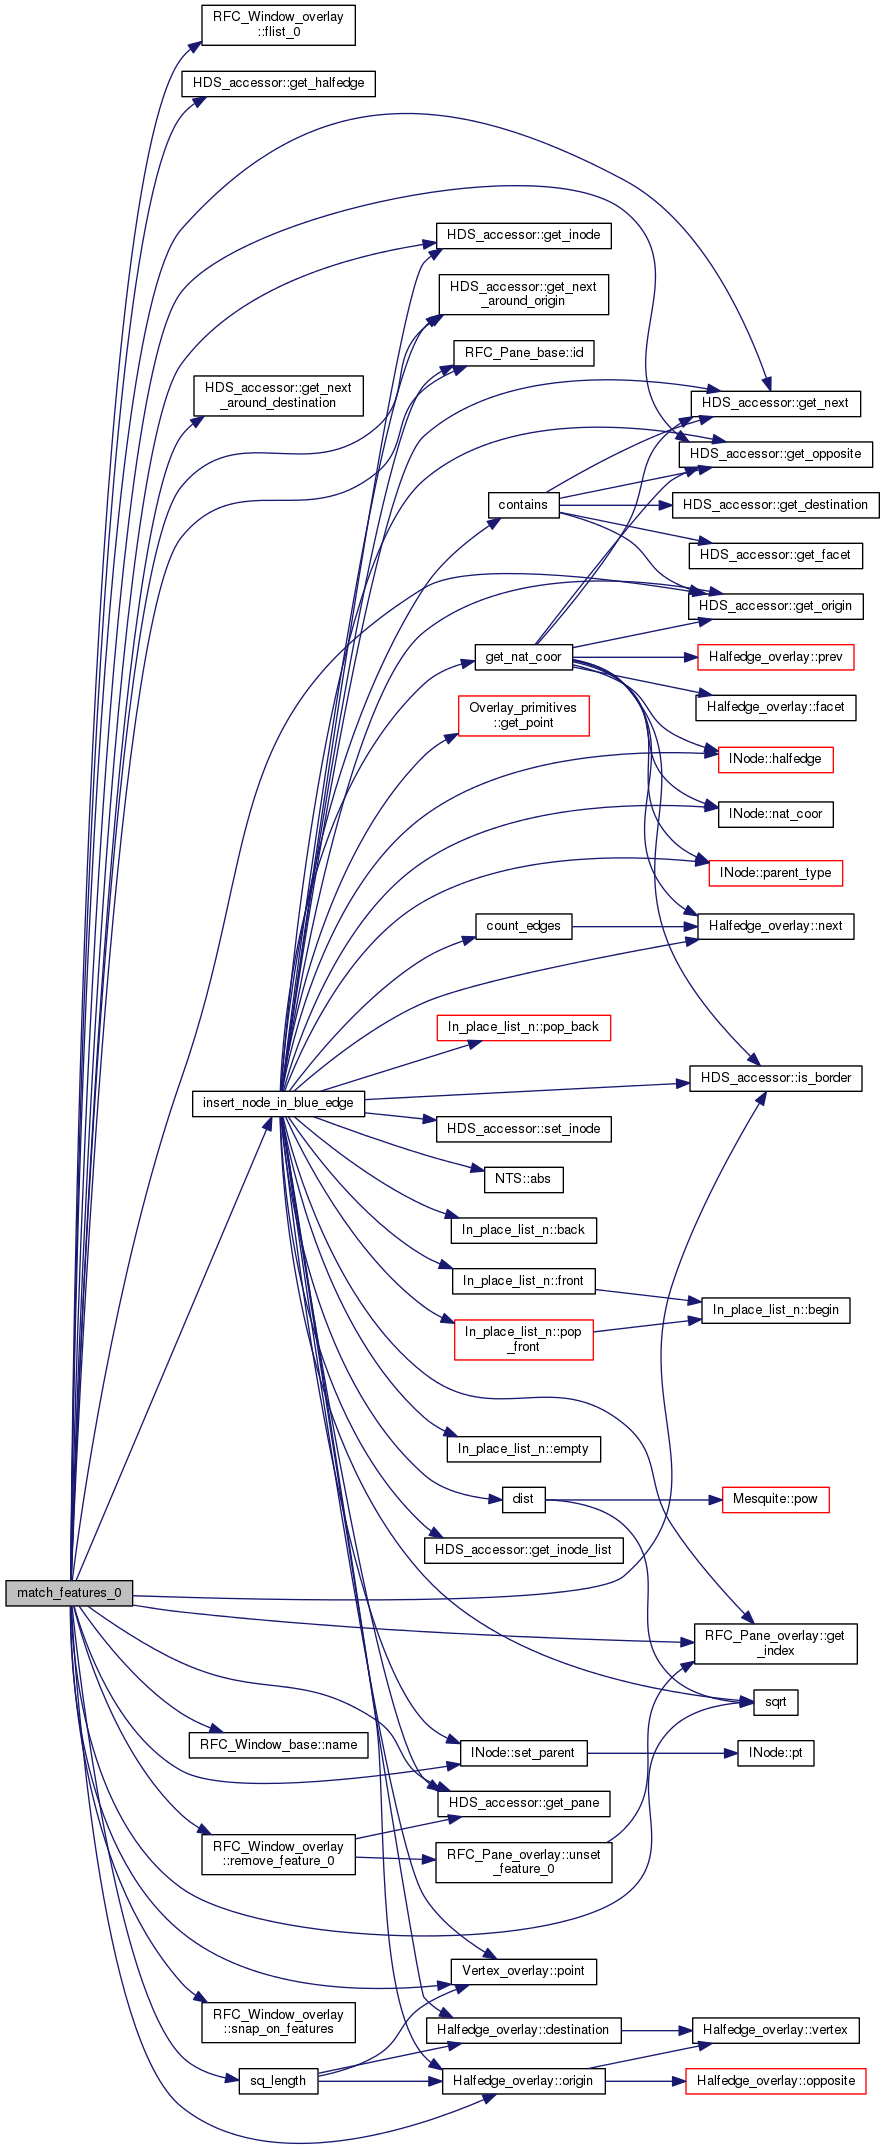 RFC_Window_overlay
::flist_0
HDS_accessor::get_halfedge
HDS_accessor::get_inode
HDS_accessor::get_next
_around_origin
RFC_Pane_base::id
HDS_accessor::get_next
_around_destination
HDS_accessor::get_next
HDS_accessor::get_opposite
contains
HDS_accessor::get_destination
HDS_accessor::get_facet
HDS_accessor::get_origin
get_nat_coor
Halfedge_overlay::prev
Overlay_primitives
::get_point
Halfedge_overlay::facet
INode::halfedge
INode::nat_coor
INode::parent_type
count_edges
Halfedge_overlay::next
In_place_list_n::pop_back
HDS_accessor::is_border
insert_node_in_blue_edge
HDS_accessor::set_inode
NTS::abs
In_place_list_n::back
In_place_list_n::front
In_place_list_n::begin
In_place_list_n::pop
_front
In_place_list_n::empty
dist
Mesquite::pow
HDS_accessor::get_inode_list
match_features_0
RFC_Pane_overlay::get
_index
sqrt
RFC_Window_base::name
INode::set_parent
INode::pt
HDS_accessor::get_pane
RFC_Window_overlay
::remove_feature_0
RFC_Pane_overlay::unset
_feature_0
Vertex_overlay::point
RFC_Window_overlay
::snap_on_features
Halfedge_overlay::destination
Halfedge_overlay::vertex
sq_length
Halfedge_overlay::origin
Halfedge_overlay::opposite